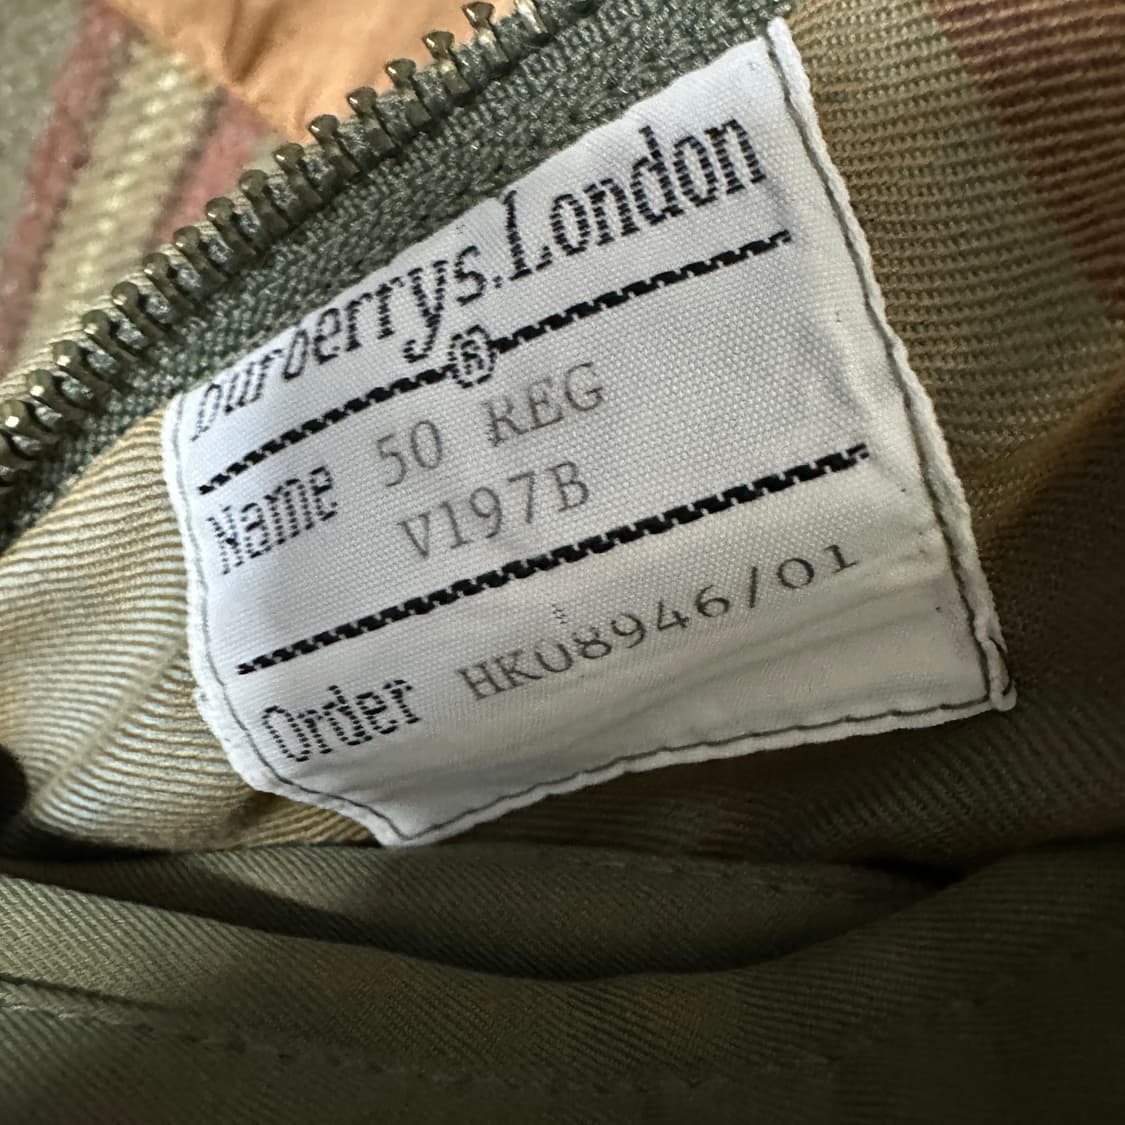 Burberrys.London
®
Name 50 REG
V197B
Order HK08946/01